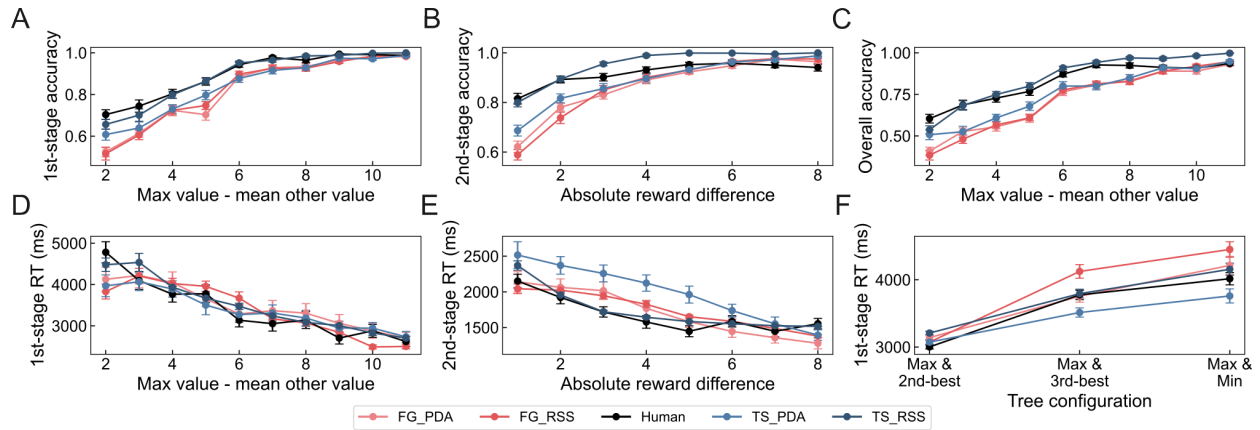 A
1st-stage accuracy
1.0
0.8
0.6
2 4 6 8 10
Max value - mean other value
B
2nd-stage accuracy
1.0
0.8
0.6
2 4 6 8
Absolute reward difference
C
Overall accuracy
1.00
0.75
0.50
2 4 6 8 10
Max value - mean other value
D
1st-stage RT (ms)
5000
4000
3000
2 4 6 8 10
Max value - mean other value
E
2nd-stage RT (ms)
2500
2000
1500
2 4 6 8
Absolute reward difference
F
1st-stage RT (ms)
4000
3000
Max & Max & Max &
2nd-best 3rd-best Min
Tree configuration
FG_PDA FG_RSS Human TS_PDA TS_RSS